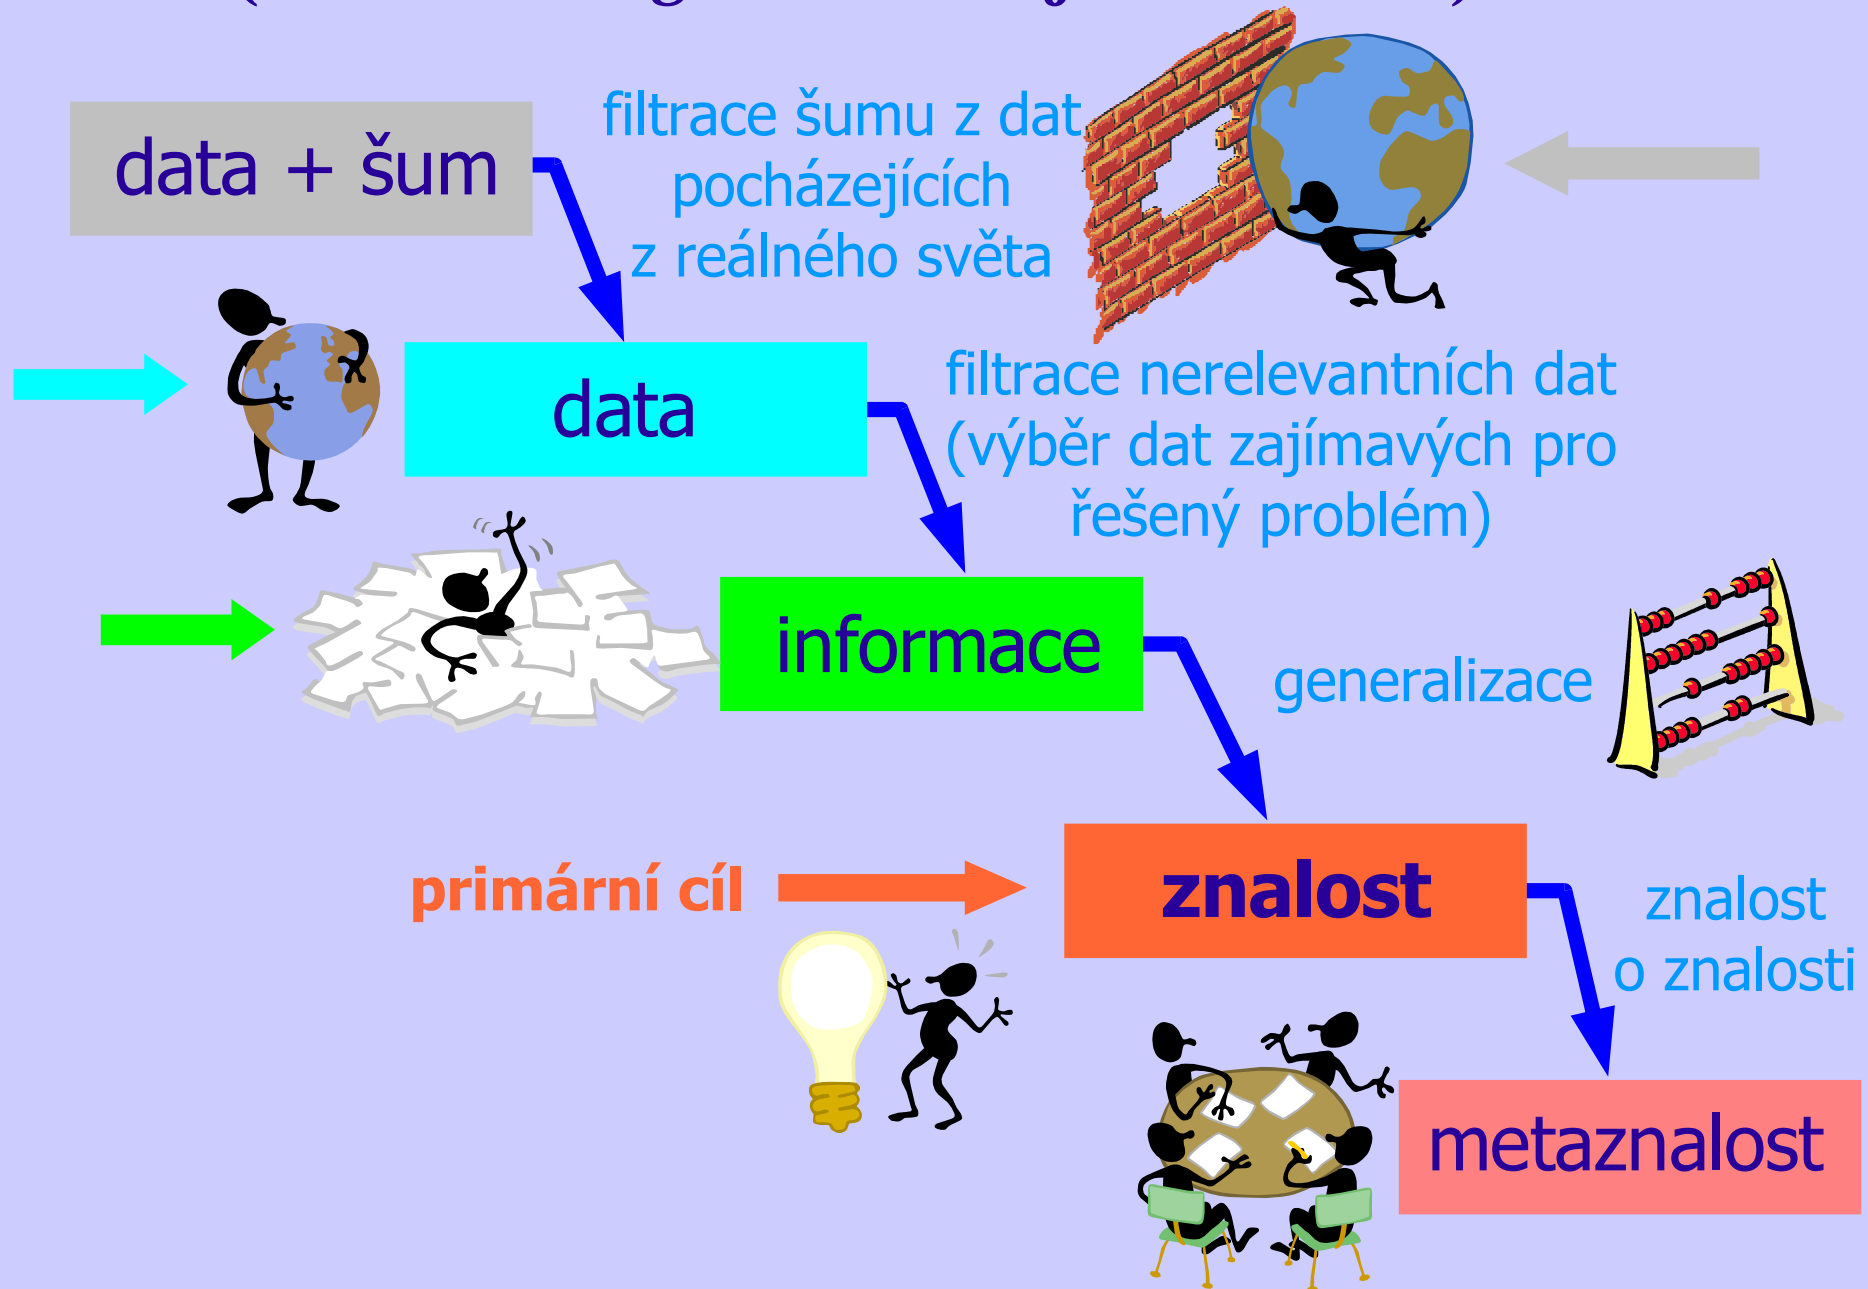 data + šum
filtrace šumu z dat
pocházejících
z reálného světa
data
filtrace nerelevantních dat
(výběr dat zajímavých pro
řešený problém)
informace
generalizace
primární cíl
znalost
znalost
o znalosti
metaznalost